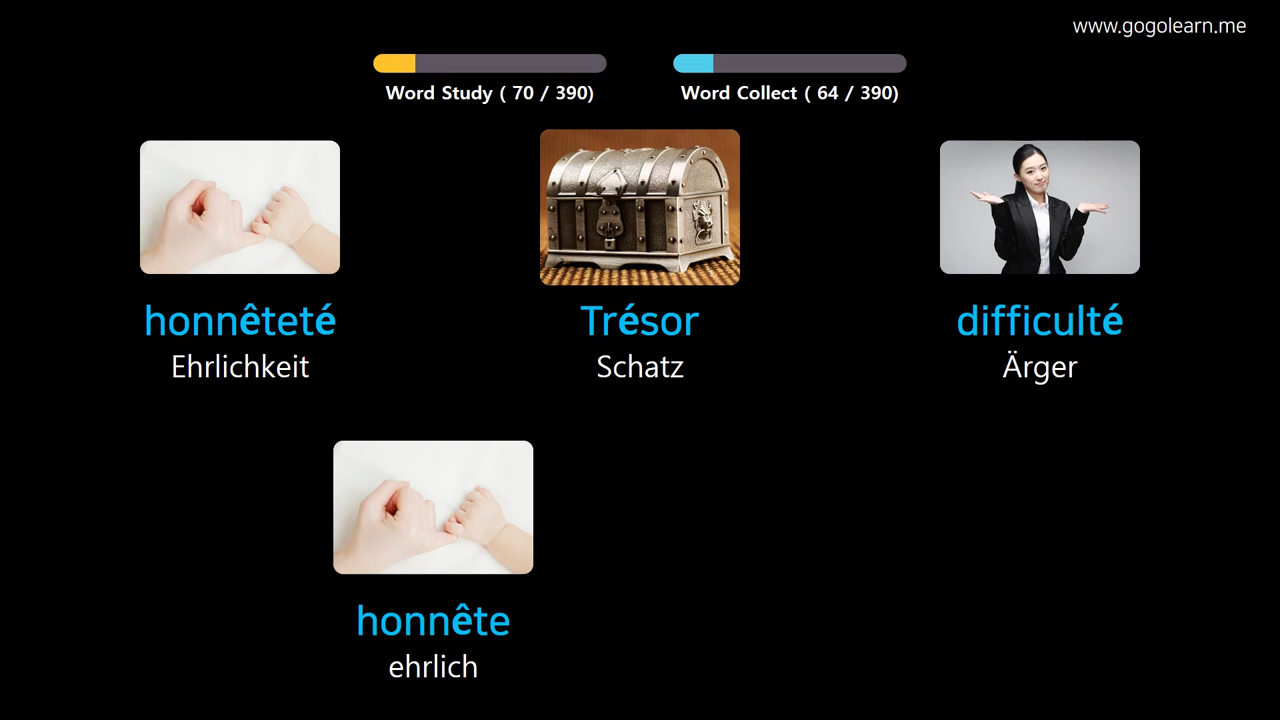 www.gogolearn.me
Word Study ( 70 / 390)
Word Collect ( 64 / 390)
honnêteté
Ehrlichkeit
Trésor
Schatz
difficulté
Ärger
honnête
ehrlich